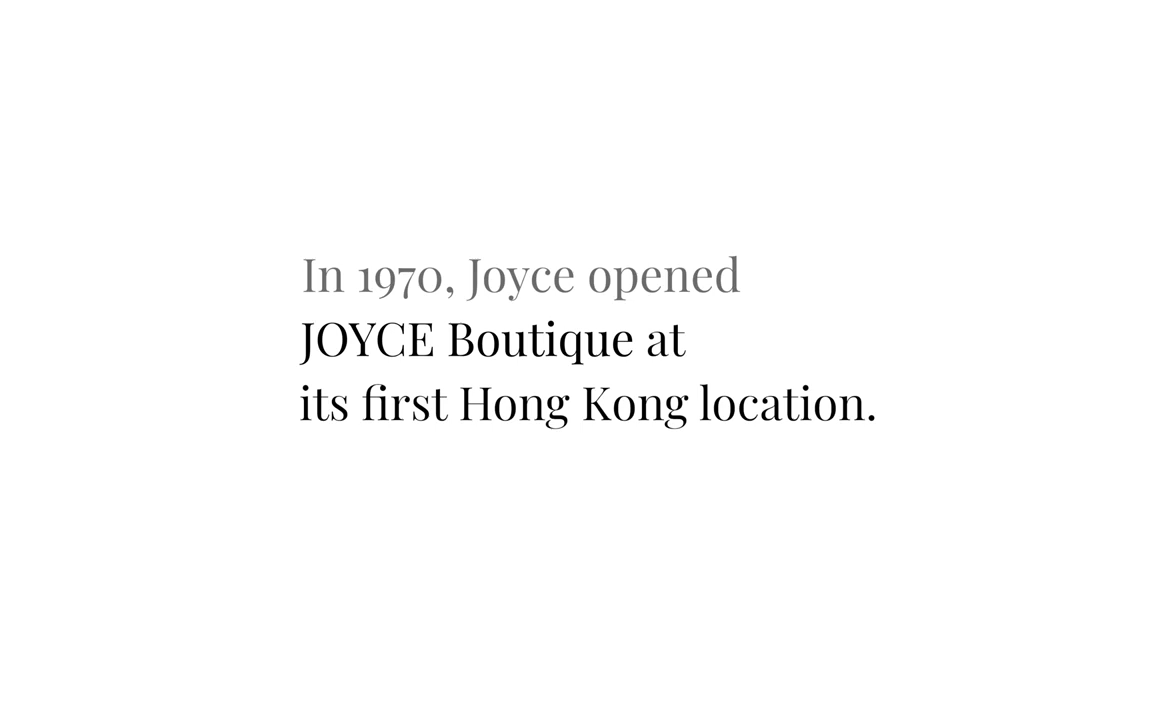 In 1970, Joyce opened
JOYCE Boutique at
its first Hong Kong location.